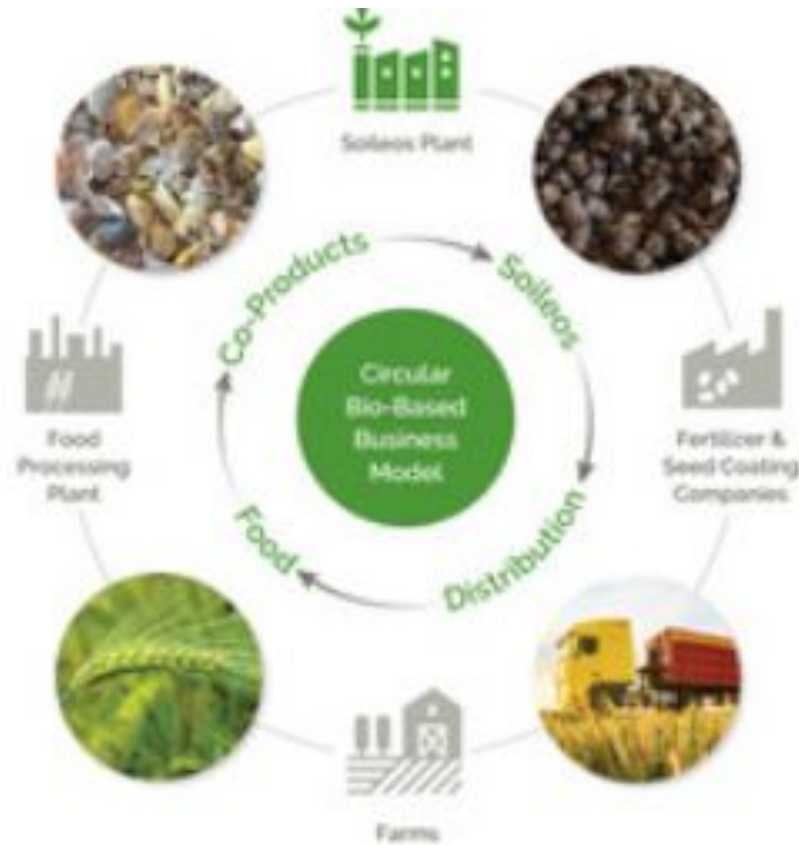 Soileos Plant
Co-Products
Soileos
Circular
Bio-Based
Business
Model
Food
Processing
Plant
Fertilizer &
Seed Coating
Companies
Food
Distribution
Farms